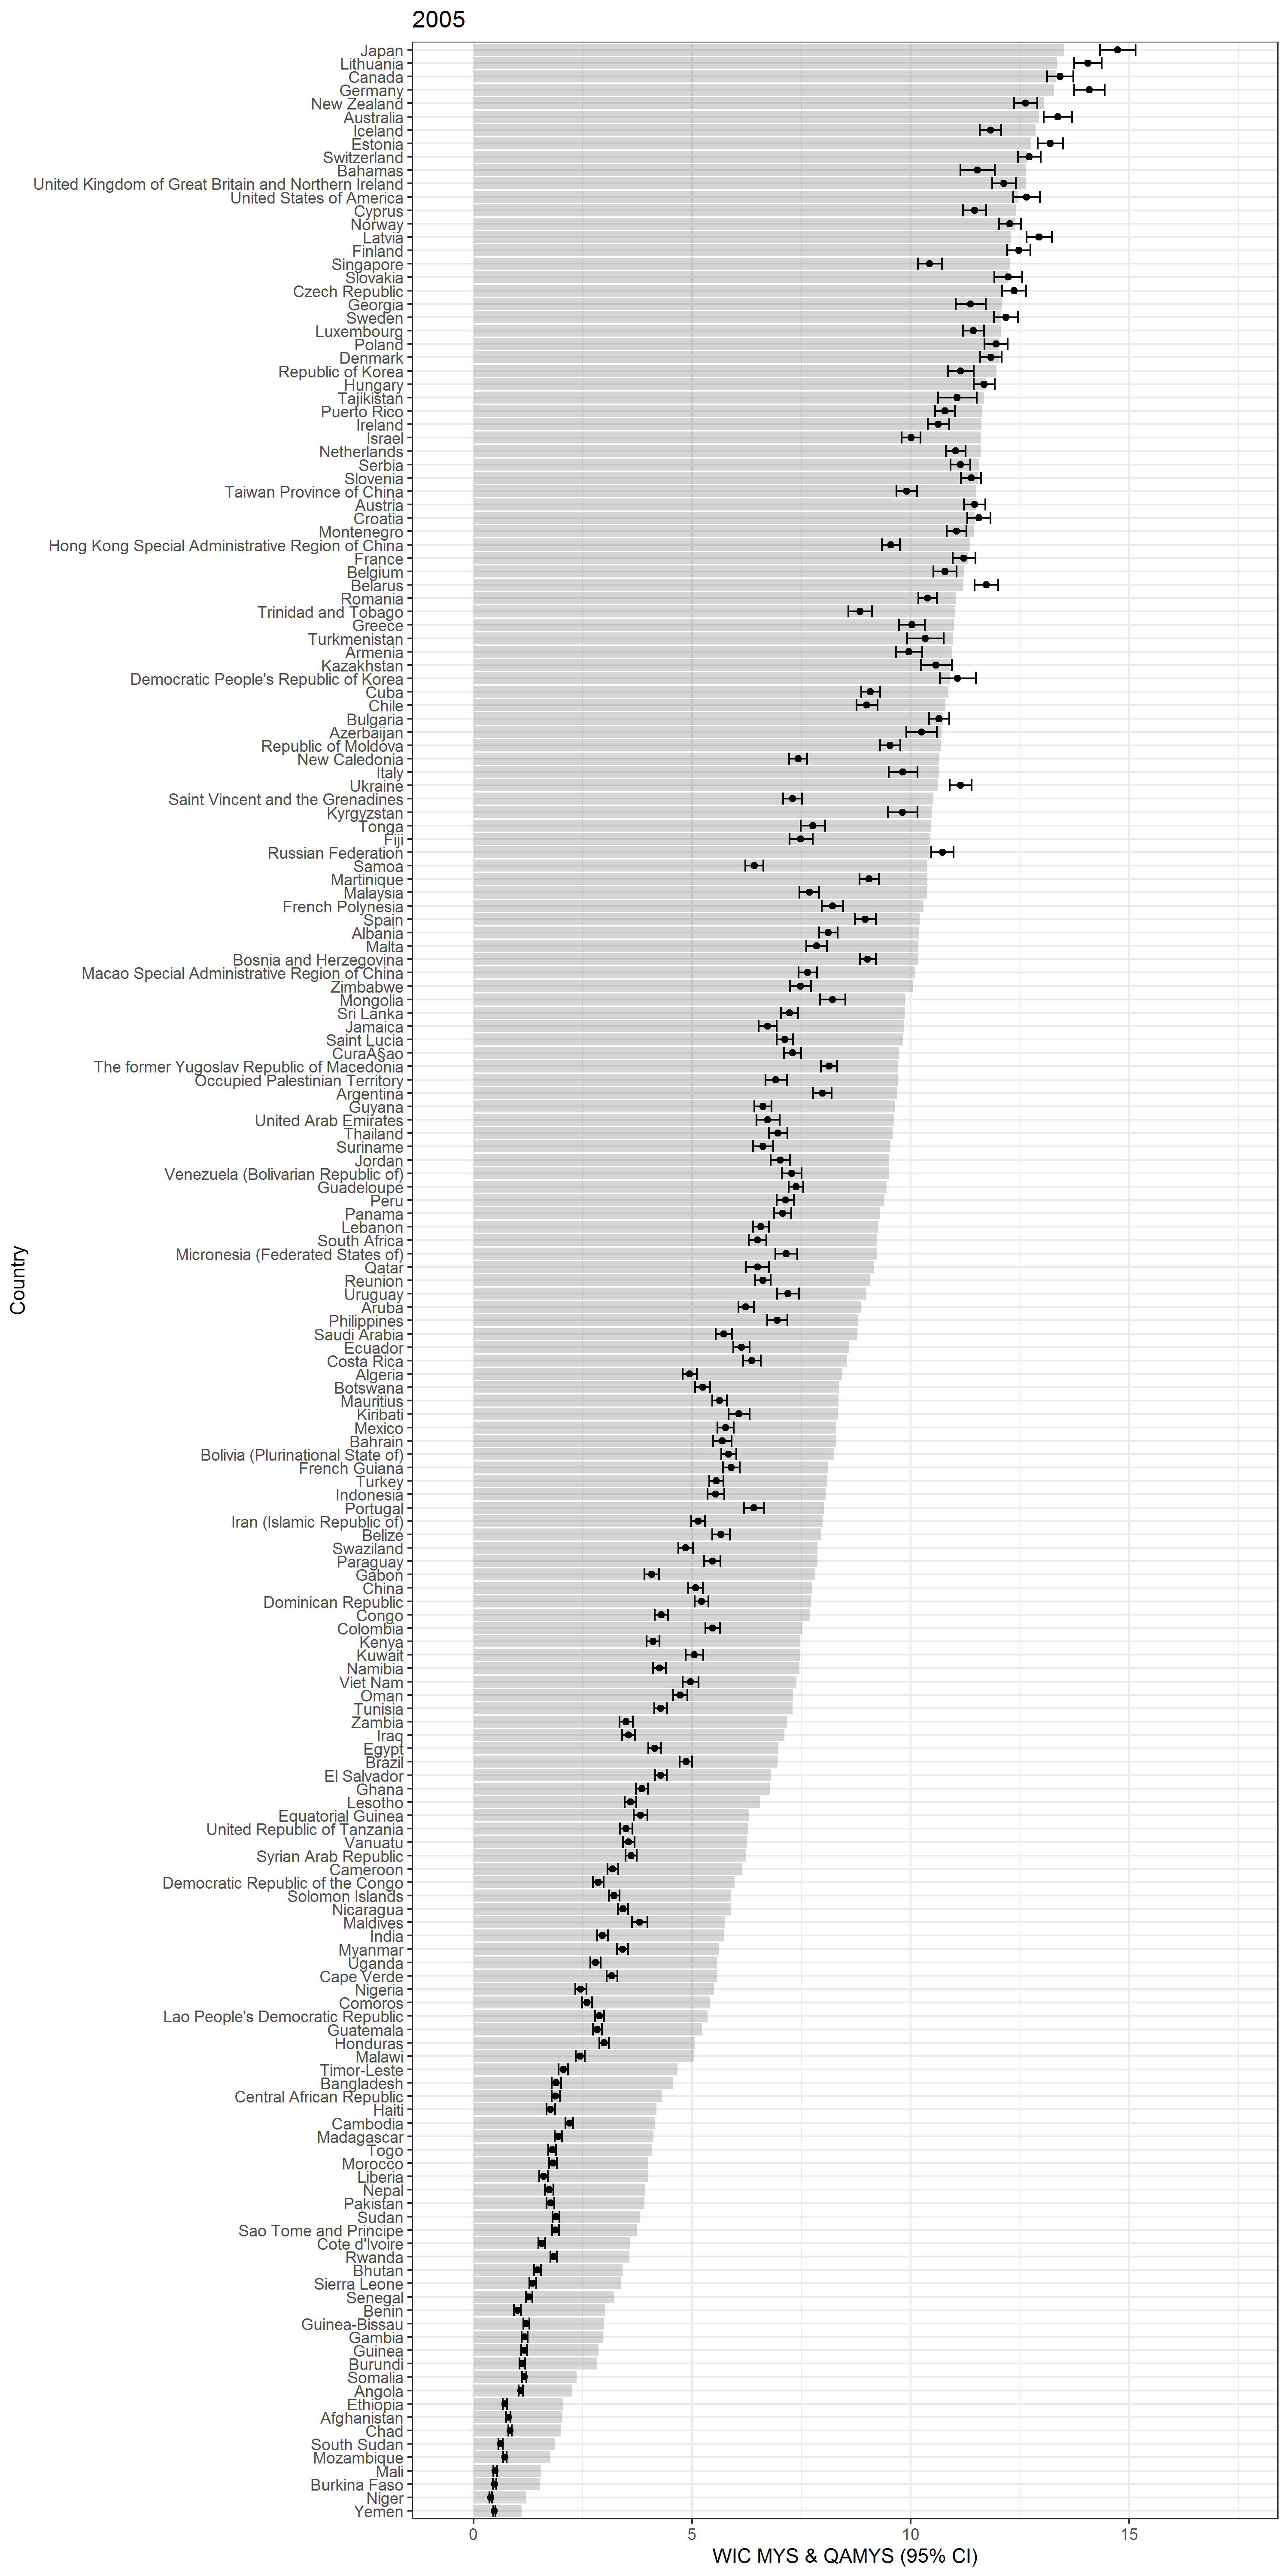 2005
Japan
Lithuania
Canada
Germany
New Zealand
Australia
Iceland
Estonia
Switzerland
Bahamas
United Kingdom of Great Britain and Northern Ireland
United States of America
Cyprus
Norway
Latvia
Finland
Singapore
Slovakia
Czech Republic
Georgia
Sweden
Luxembourg
Poland
Denmark
Republic of Korea
Hungary
Tajikistan
Puerto Rico
Ireland
Israel
Netherlands
Serbia
Slovenia
Taiwan Province of China
Austria
Croatia
Montenegro
Hong Kong Special Administrative Region of China
France
Belgium
Belarus
Romania
Trinidad and Tobago
Greece
Turkmenistan
Armenia
Kazakhstan
Democratic People's Republic of Korea
Cuba
Chile
Bulgaria
Azerbaijan
Republic of Moldova
New Caledonia
Italy
Ukraine
Saint Vincent and the Grenadines
Kyrgyzstan
Tonga
Fiji
Russian Federation
Samoa
Martinique
Malaysia
French Polynesia
Spain
Albania
Malta
Bosnia and Herzegovina
Macao Special Administrative Region of China
Zimbabwe
Mongolia
Sri Lanka
Jamaica
Saint Lucia
CuraÃ§ao
The former Yugoslav Republic of Macedonia
Occupied Palestinian Territory
Argentina
Guyana
United Arab Emirates
Thailand
Suriname
Jordan
Venezuela (Bolivarian Republic of)
Guadeloupe
Peru
Panama
Lebanon
South Africa
Micronesia (Federated States of)
Qatar
Reunion
Uruguay
Aruba
Philippines
Saudi Arabia
Ecuador
Costa Rica
Algeria
Botswana
Mauritius
Kiribati
Mexico
Bahrain
Bolivia (Plurinational State of)
French Guiana
Turkey
Indonesia
Portugal
Iran (Islamic Republic of)
Belize
Swaziland
Paraguay
Gabon
China
Dominican Republic
Congo
Colombia
Kenya
Kuwait
Namibia
Viet Nam
Oman
Tunisia
Zambia
Iraq
Egypt
Brazil
El Salvador
Ghana
Lesotho
Equatorial Guinea
United Republic of Tanzania
Vanuatu
Syrian Arab Republic
Cameroon
Democratic Republic of the Congo
Solomon Islands
Nicaragua
Maldives
India
Myanmar
Uganda
Cape Verde
Nigeria
Comoros
Lao People's Democratic Republic
Guatemala
Honduras
Malawi
Timor-Leste
Bangladesh
Central African Republic
Haiti
Cambodia
Madagascar
Togo
Morocco
Liberia
Nepal
Pakistan
Sudan
Sao Tome and Principe
Cote d'Ivoire
Rwanda
Bhutan
Sierra Leone
Senegal
Benin
Guinea-Bissau
Gambia
Guinea
Burundi
Somalia
Angola
Ethiopia
Afghanistan
Chad
South Sudan
Mozambique
Mali
Burkina Faso
Niger
Yemen
Country
0 5 10 15
WIC MYS & QAMYS (95% CI)